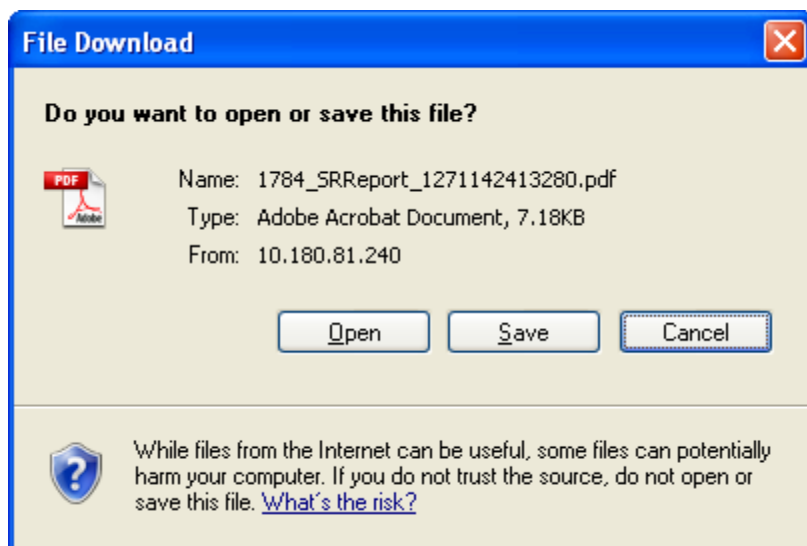 File Download
Do you want to open or save this file?
PDF
Adobe
Name: 1784_SRReport_1271142413280.pdf
Type: Adobe Acrobat Document, 7.18KB
From: 10.180.81.240
Open Save Cancel
While files from the Internet can be useful, some files can potentially
harm your computer. If you do not trust the source, do not open or
save this file. What's the risk?